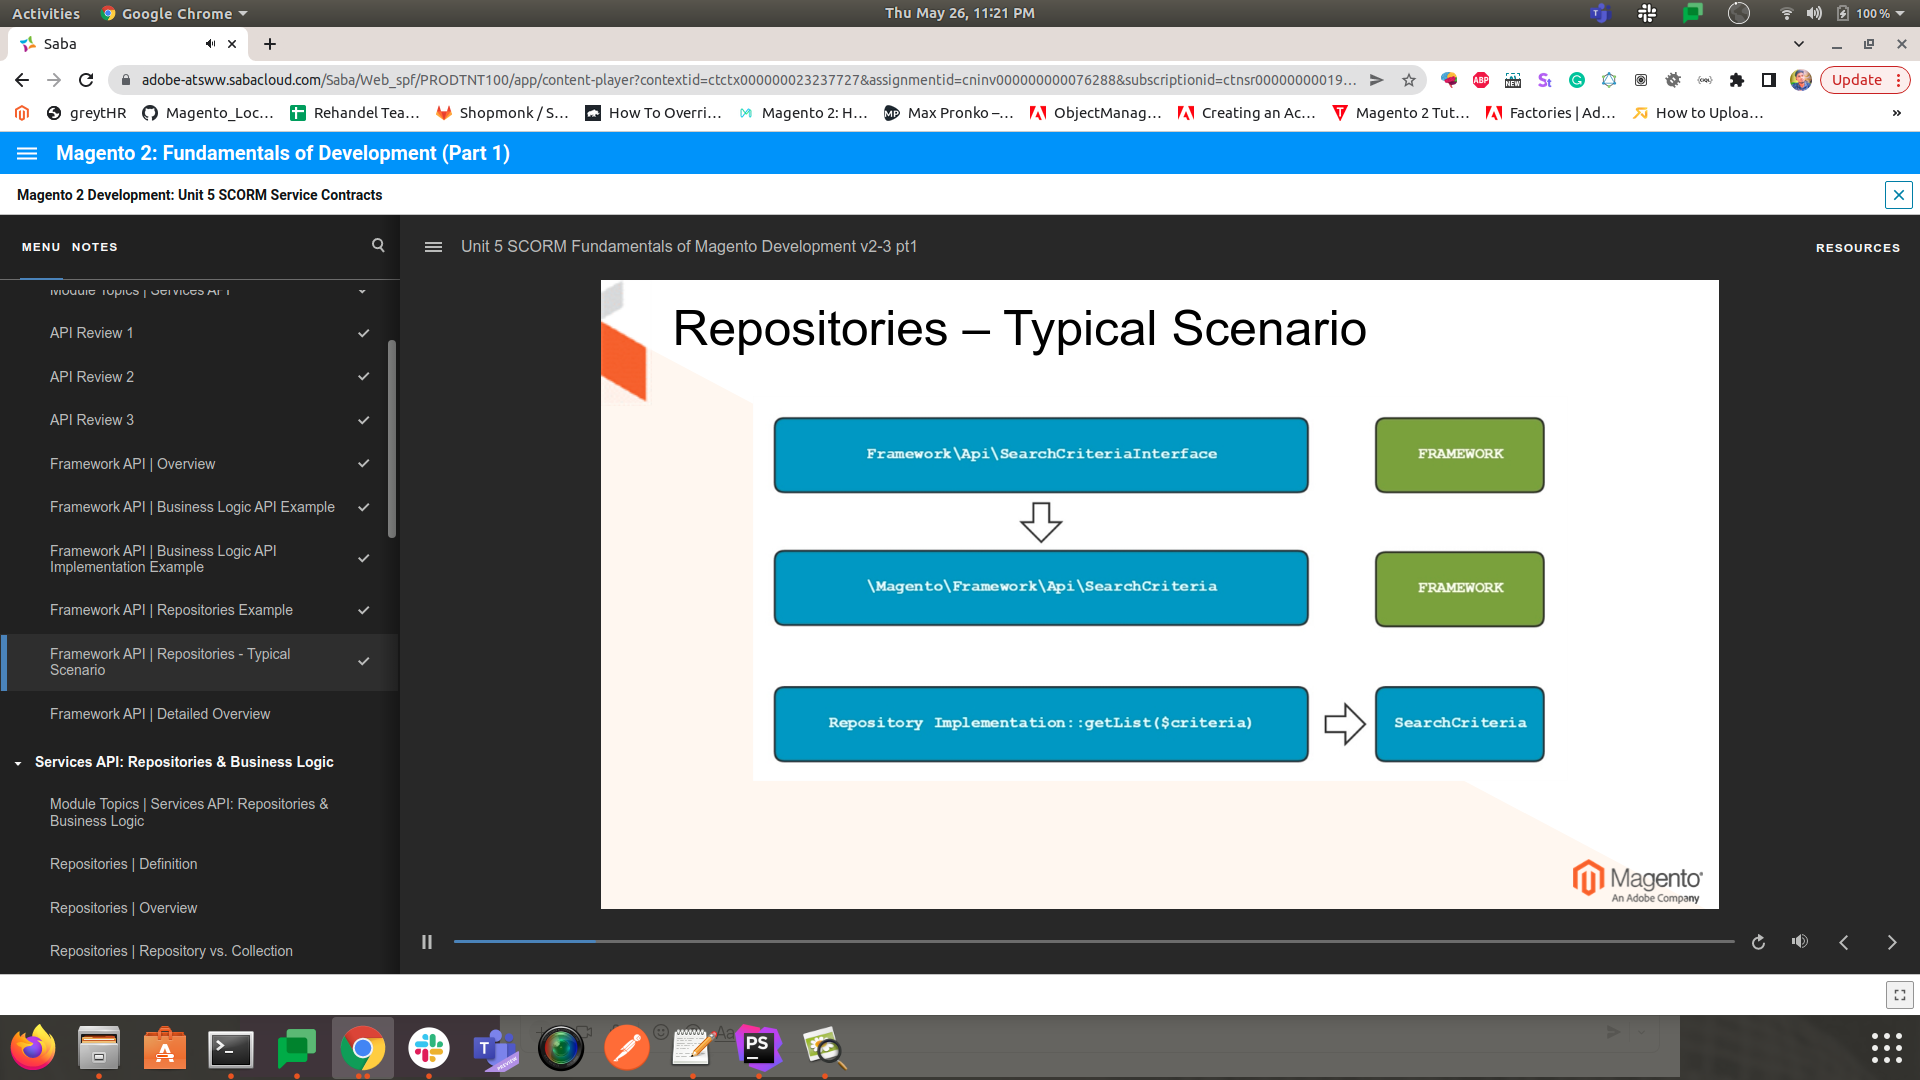 Activities Google Chrome Thu May 26, 11:21 PM 100 %
Saba
adobe-atsww.sabacloud.com/Saba/Web_spf/PRODTNT100/app/content-player?contextid=ctctx000000023237727&assignmentid=cninv000000000076288&subscriptionid=ctnsr00000000019... Update
greytHR Magento_Loc... Rehandel Tea... Shopmonk / S... How To Overri... Magento 2: H... Max Pronko –... ObjectManag... Creating an Ac... Magento 2 Tut... Factories | Ad... How to Uploa... »
Magento 2: Fundamentals of Development (Part 1)
Magento 2 Development: Unit 5 SCORM Service Contracts
MENU NOTES
Unit 5 SCORM Fundamentals of Magento Development v2-3 pt1
RESOURCES
Module Topics | Services API
API Review 1
API Review 2
API Review 3
Framework API | Overview
Framework API | Business Logic API Example
Framework API | Business Logic API
Implementation Example
Framework API | Repositories Example
Framework API | Repositories - Typical
Scenario
Framework API | Detailed Overview
Services API: Repositories & Business Logic
Module Topics | Services API: Repositories &
Business Logic
Repositories | Definition
Repositories | Overview
Repositories | Repository vs. Collection
Repositories – Typical Scenario
Framework\Api\SearchCriteriaInterface
FRAMEWORK
\Magento\Framework\Api\SearchCriteria
FRAMEWORK
Repository Implementation::getList($criteria)
SearchCriteria
Magento
An Adobe Company